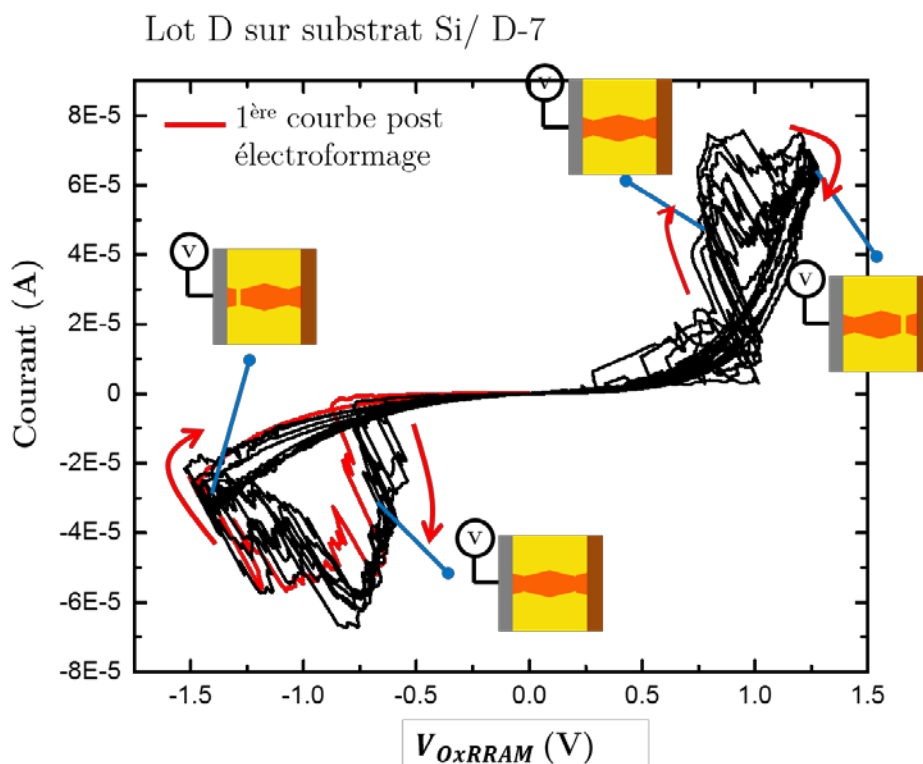 Lot D sur substrat Si/ D-7
8E-5
6E-5
4E-5
2E-5
0
-2E-5
-4E-5
-6E-5
-8E-5
Courant (A)
1ère courbe post
électroformage
V
V
V
V
-1.5
-1.0
-0.5
0.0
0.5
1.0
1.5
V_OxRRAM (V)